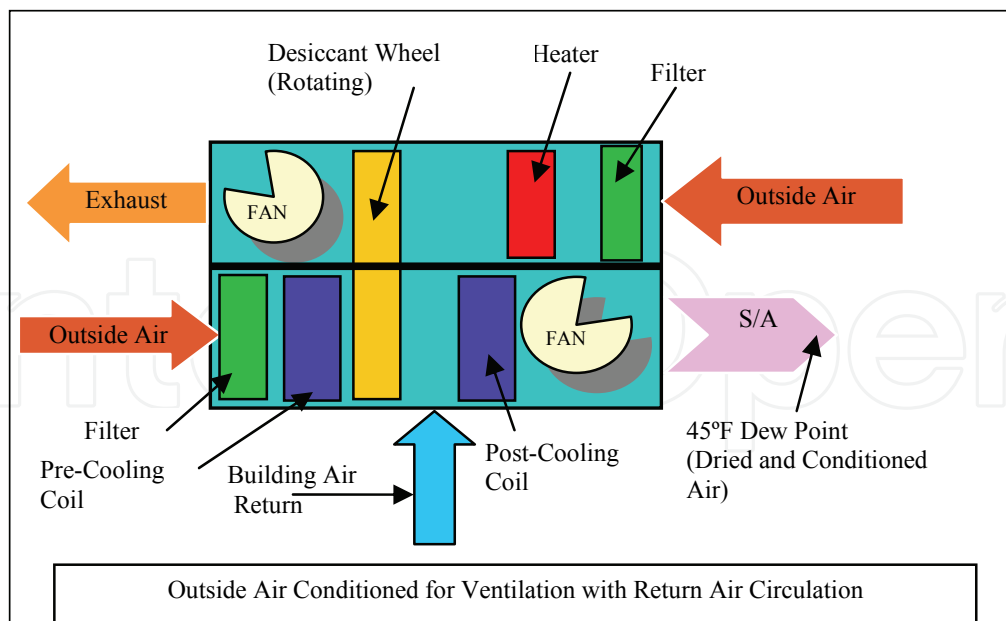 Desiccant Wheel
(Rotating)
Heater
Filter
Exhaust
FAN
Outside Air
Outside Air
FAN
S/A
Filter
Pre-Cooling
Coil
Building Air
Return
Post-Cooling
Coil
45ºF Dew Point
(Dried and Conditioned
Air)
Outside Air Conditioned for Ventilation with Return Air Circulation